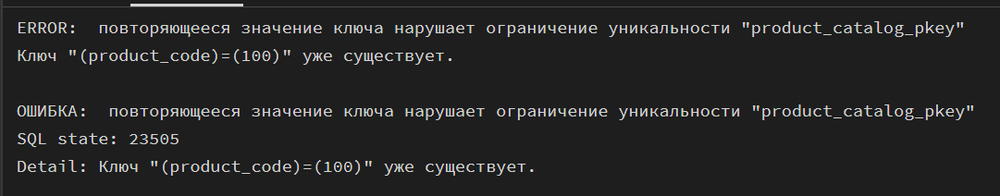 ERROR:  повторяющееся значение ключа нарушает ограничение уникальности "product_catalog_pkey"
Ключ "(product_code)=(100)" уже существует.
ОШИБКА:  повторяющееся значение ключа нарушает ограничение уникальности "product_catalog_pkey"
SQL state: 23505
Detail: Ключ "(product_code)=(100)" уже существует.